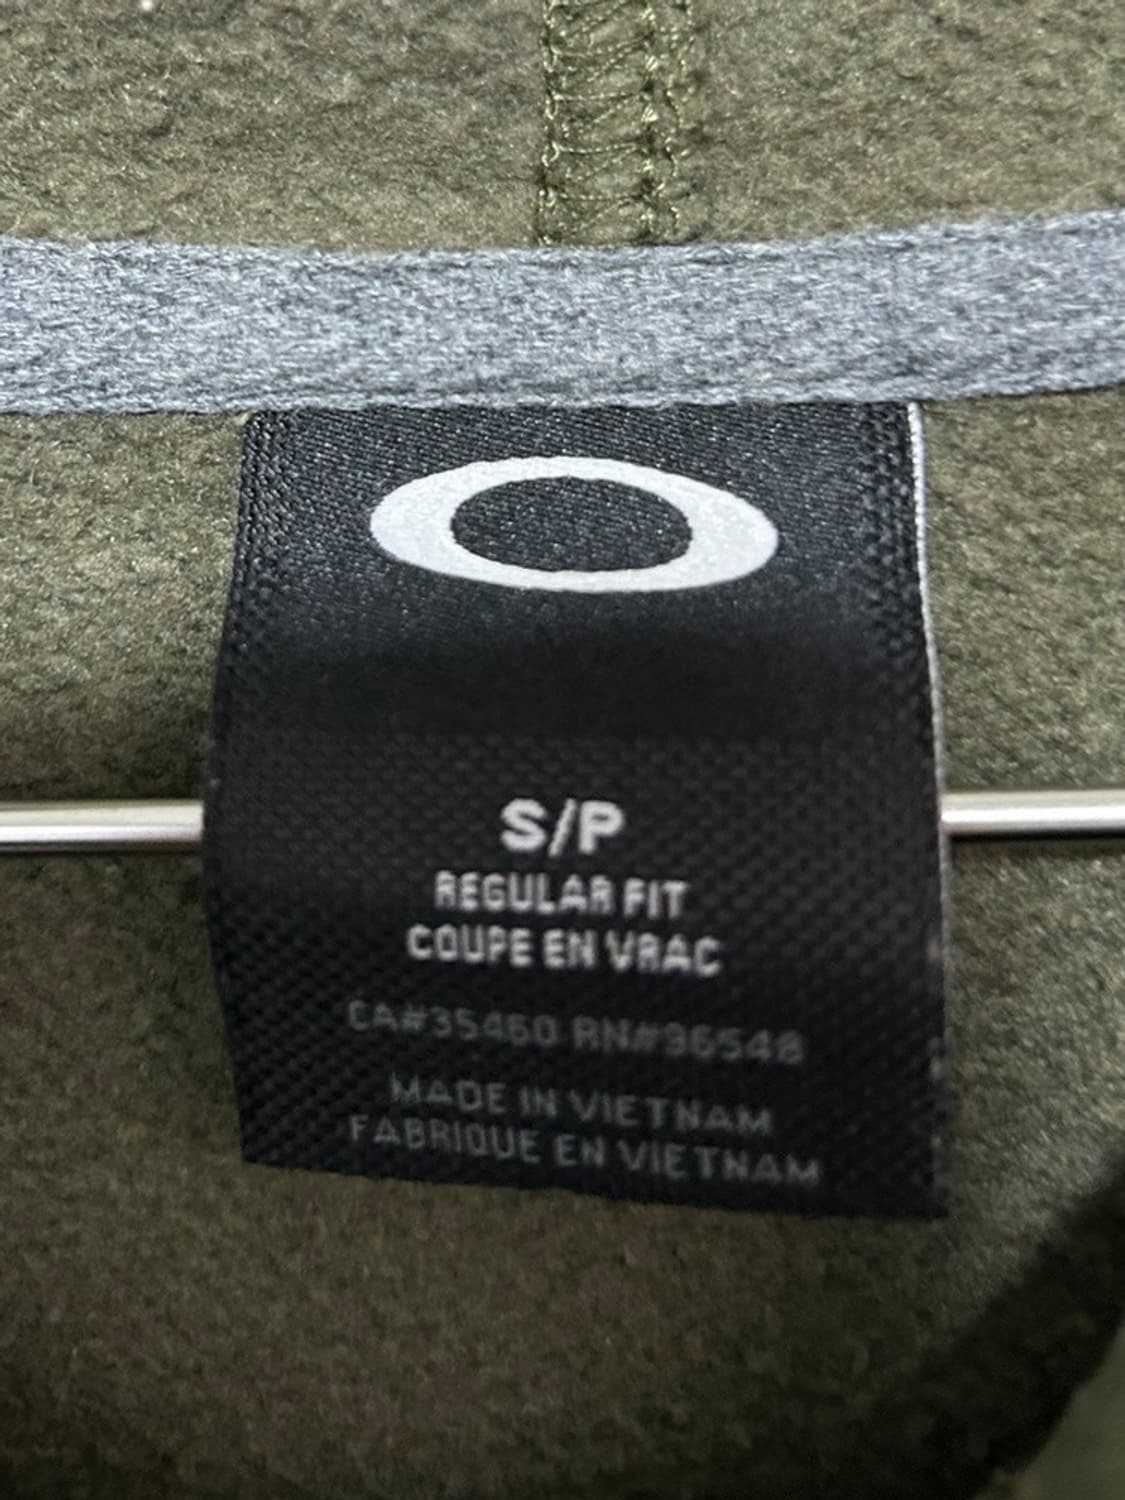 S/P
REGULAR FIT
COUPE EN VRAC
CA#35460 RN#96548
MADE IN VIETNAM
FABRIQUE EN VIETNAM